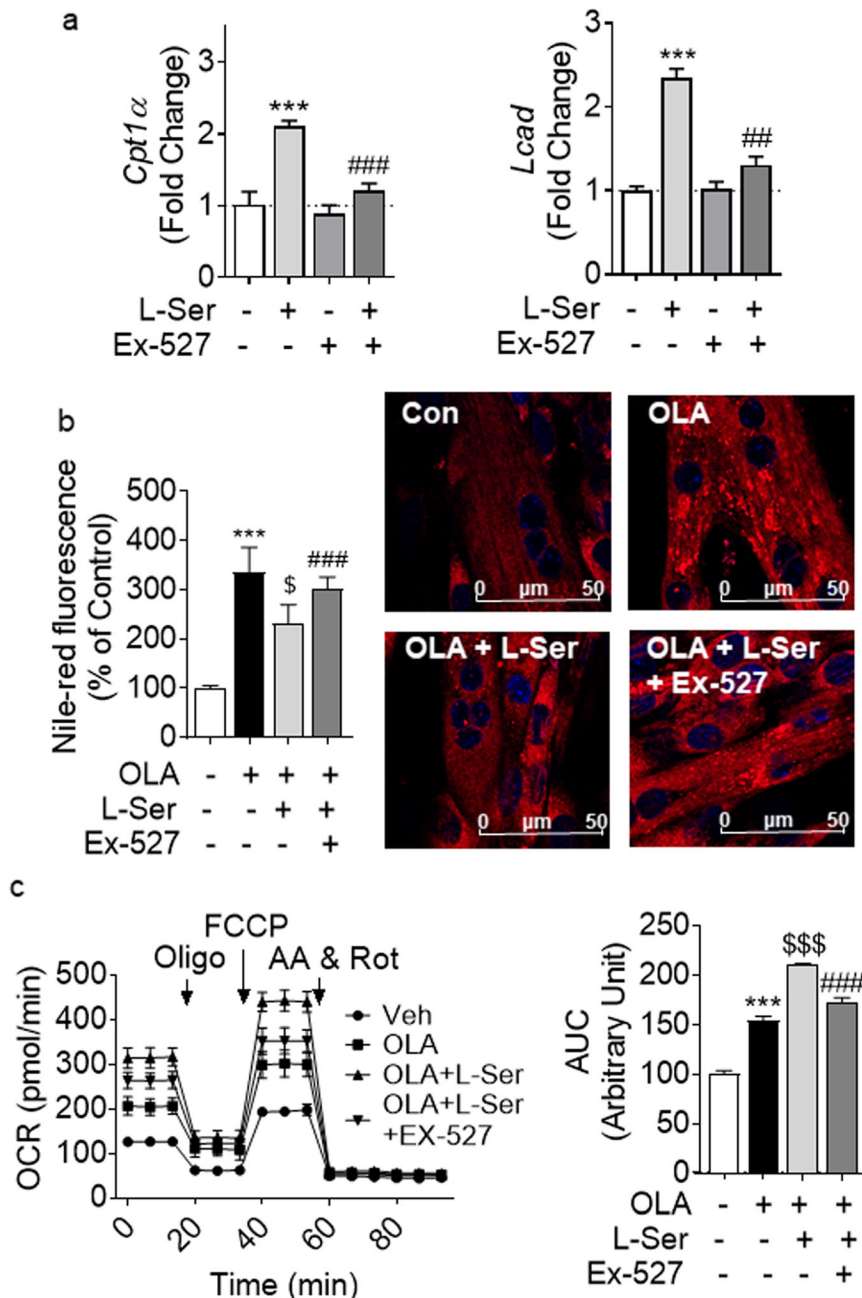 a
Cpt1α
(Fold Change)
3
2
1
0
***
###
L-Ser - + - +
Ex-527 - - + +
Lcad
(Fold Change)
3
2
1
0
***
##
L-Ser - + - +
Ex-527 - - + +
b
Nile-red fluorescence
(% of Control)
500
400
300
200
100
0
***
$
###
OLA - + + +
L-Ser - - + +
Ex-527 - - - +
Con
0 µm 50
OLA
0 µm 50
OLA + L-Ser
0 µm 50
OLA + L-Ser
+ Ex-527
0 µm 50
c
FCCP
Oligo
AA & Rot
OCR (pmol/min)
500
400
300
200
100
0
0 20 40 60 80
Time (min)
Veh
OLA
OLA+L-Ser
OLA+L-Ser
+EX-527
AUC
(Arbitrary Unit)
250
200
150
100
50
0
***
$$$
###
OLA - + + +
L-Ser - - + +
Ex-527 - - - +